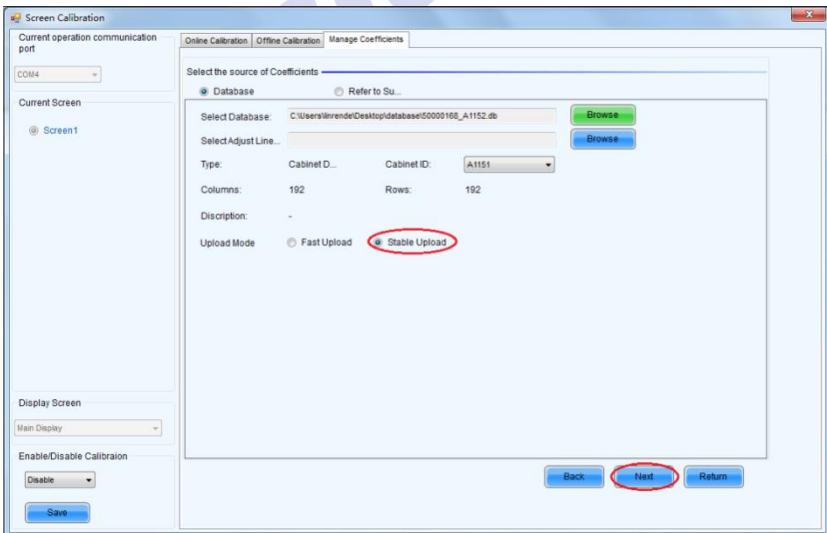 Screen Calibration
Current operation communication
port
COM4
Current Screen
Screen1
Display Screen
Main Display
Enable/Disable Calibraion
Disable
Save
Online Calibration Offline Calibration Manage Coefficients
Select the source of Coefficients
Database Refer to Su...
Select Database: C:\Users\linrende\Desktop\database\50000168_A1152.db Browse
Select Adjust Line... Browse
Type: Cabinet D... Cabinet ID: A1151
Columns: 192 Rows: 192
Discription: -
Upload Mode Fast Upload Stable Upload
Back Next Return